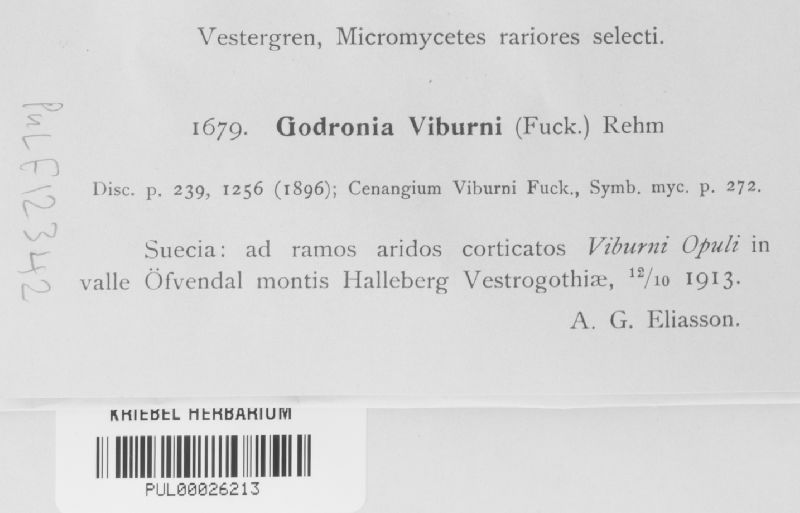 Vestergren, Micromycetes rariores selecti.
1679. Godronia Viburni (Fuck.) Rehm
Disc. p. 239, 1256 (1896); Cenangium Viburni Fuck., Symb. myc. p. 272.
Suecia: ad ramos aridos corticatos Viburni Opuli in
valle Öfvendal montis Halleberg Vestrogothiæ, 12/10 1913.
A. G. Eliasson.
PUL F12342
KRIEBEL HERBARIUM
PUL00026213